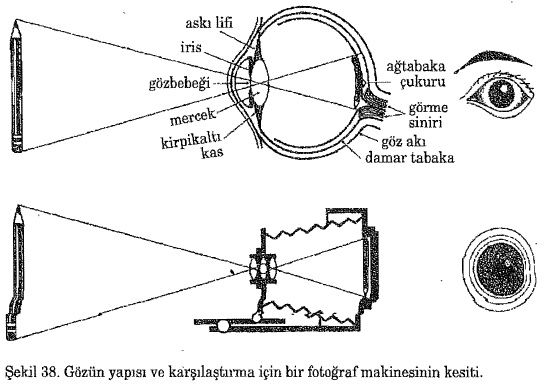 askı lifi
iris
gözbebeği
mercek
kirpikaltı
kas
ağtabaka
çukuru
görme
siniri
göz akı
damar tabaka
Şekil 38. Gözün yapısı ve karşılaştırma için bir fotoğraf makinesinin kesiti.